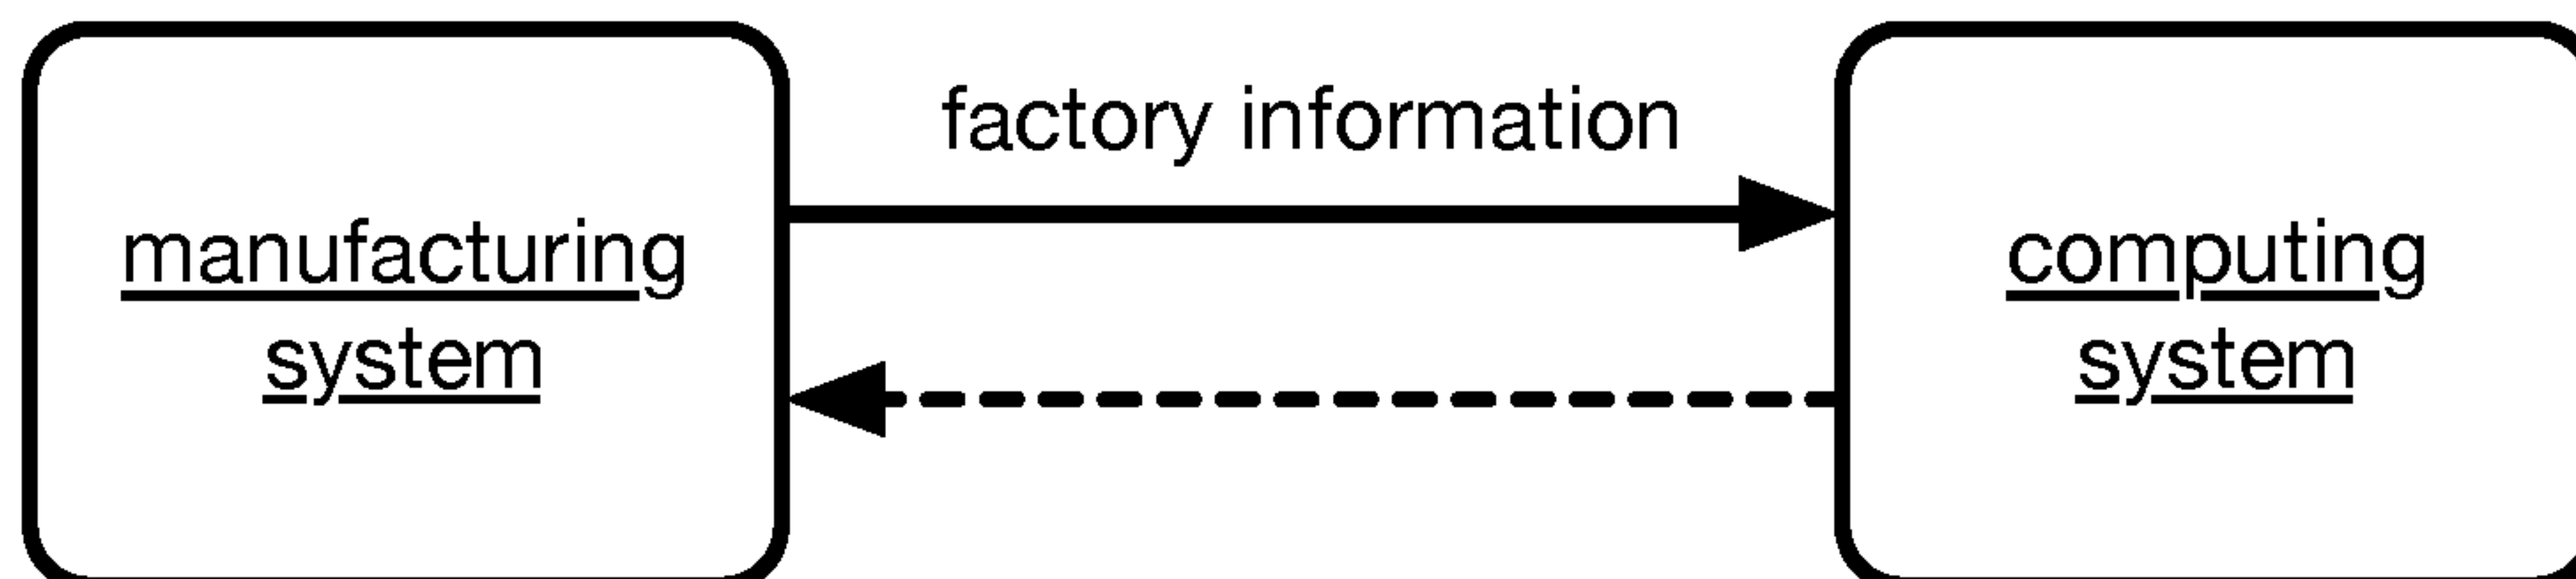 factory information
manufacturing
system
computing
system